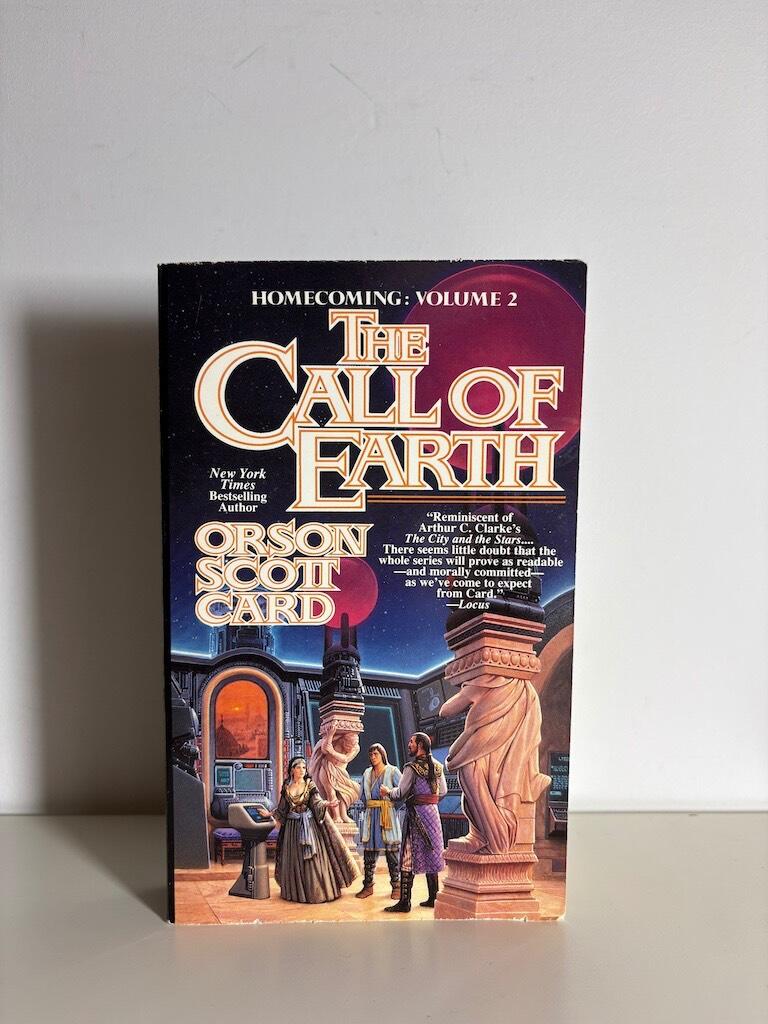 HOMECOMING: VOLUME 2
THE
CALL OF
EARTH
New York
Times
Bestselling
Author
ORSON
SCOTT
CARD
“Reminiscent of
Arthur C. Clarke’s
The City and the Stars....
There seems little doubt that the
whole series will prove as readable
—and morally committed—
as we’ve come to expect
from Card.”
—Locus